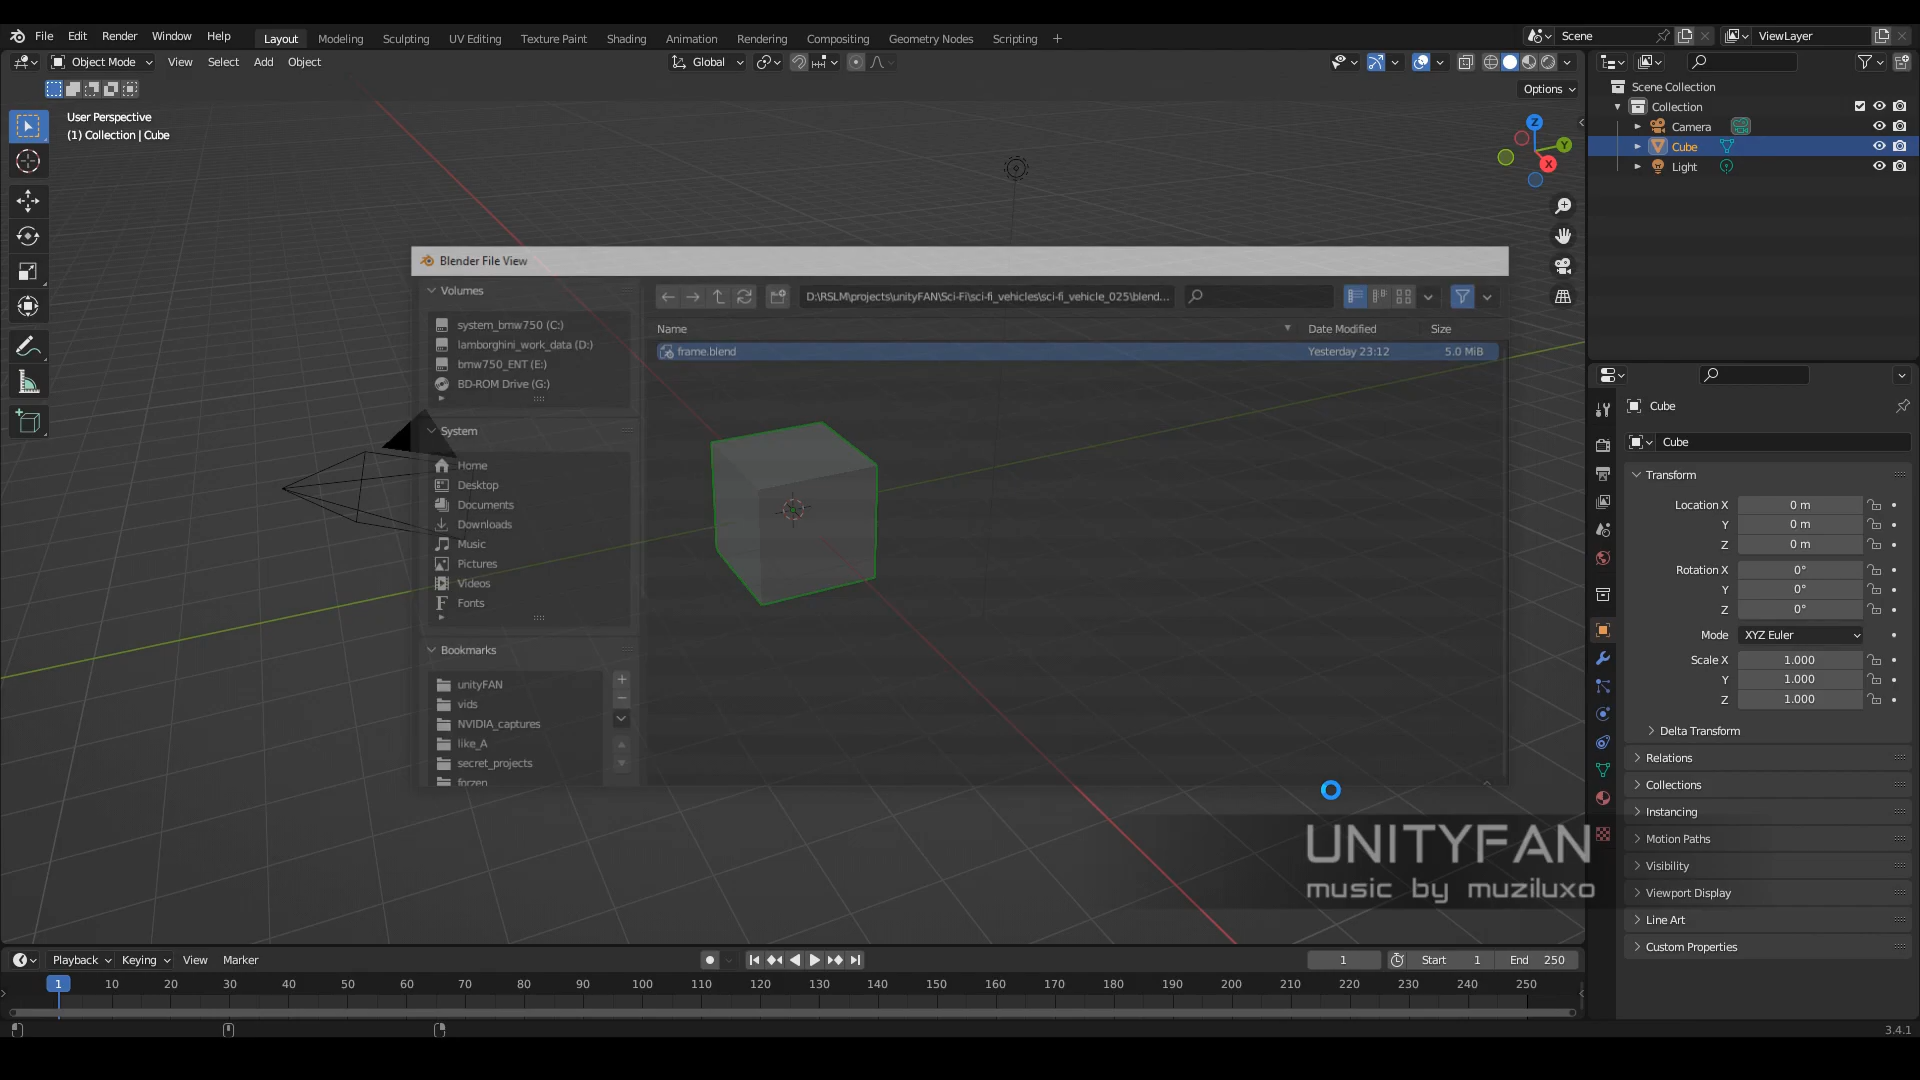 File Edit Render Window Help Layout Modeling Sculpting UV Editing Texture Paint Shading Animation Rendering Compositing Geometry Nodes Scripting + Scene ViewLayer
Object Mode View Select Add Object Global
Options
User Perspective
(1) Collection | Cube
Z
Y
X
Scene Collection
Collection
Camera
Cube
Light
Blender File View
Volumes
system_bmw750 (C:)
lamborghini_work_data (D:)
bmw750_ENT (E:)
BD-ROM Drive (G:)
System
Home
Desktop
Documents
Downloads
Music
Pictures
Videos
Fonts
Bookmarks
unityFAN
vids
NVIDIA_captures
like_A
secret_projects
forzen
D:\RSLM\projects\unityFAN\Sci-Fi\sci-fi_vehicles\sci-fi_vehicle_025\blend...
Name Date Modified Size
frame.blend Yesterday 23:12 5.0 MiB
Cube
Cube
Transform
Location X 0 m
Y 0 m
Z 0 m
Rotation X 0°
Y 0°
Z 0°
Mode XYZ Euler
Scale X 1.000
Y 1.000
Z 1.000
Delta Transform
Relations
Collections
Instancing
Motion Paths
Visibility
Viewport Display
Line Art
Custom Properties
UNITYFAN
music by muziluxo
Playback Keying View Marker 1 Start 1 End 250
1 10 20 30 40 50 60 70 80 90 100 110 120 130 140 150 160 170 180 190 200 210 220 230 240 250
3.4.1